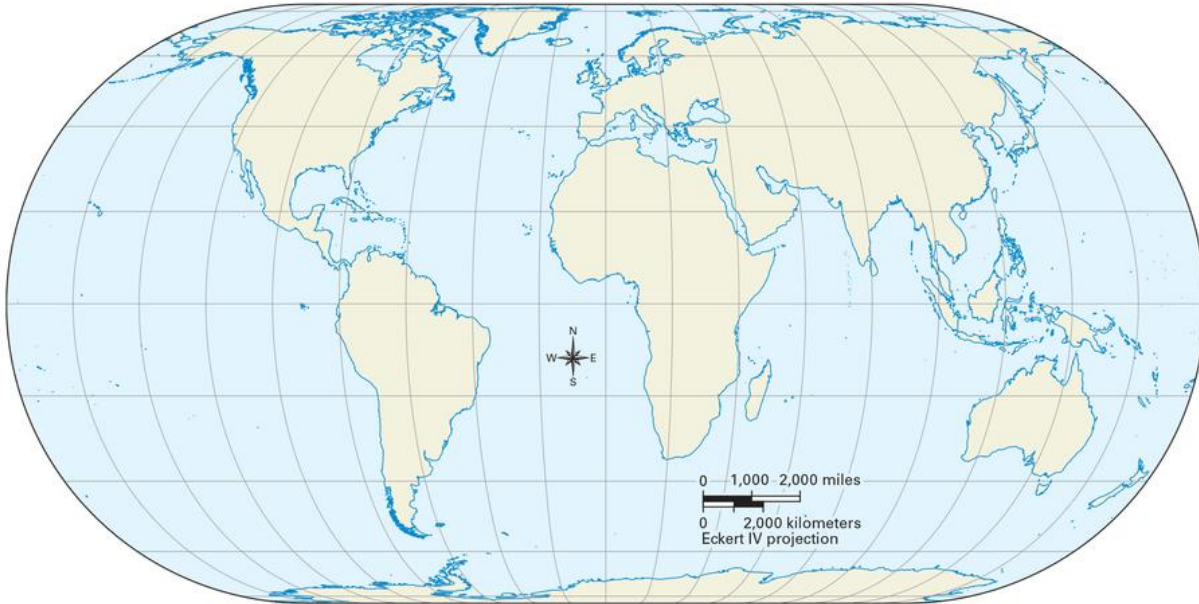 N
W E
S
0 1,000 2,000 miles
0 2,000 kilometers
Eckert IV projection